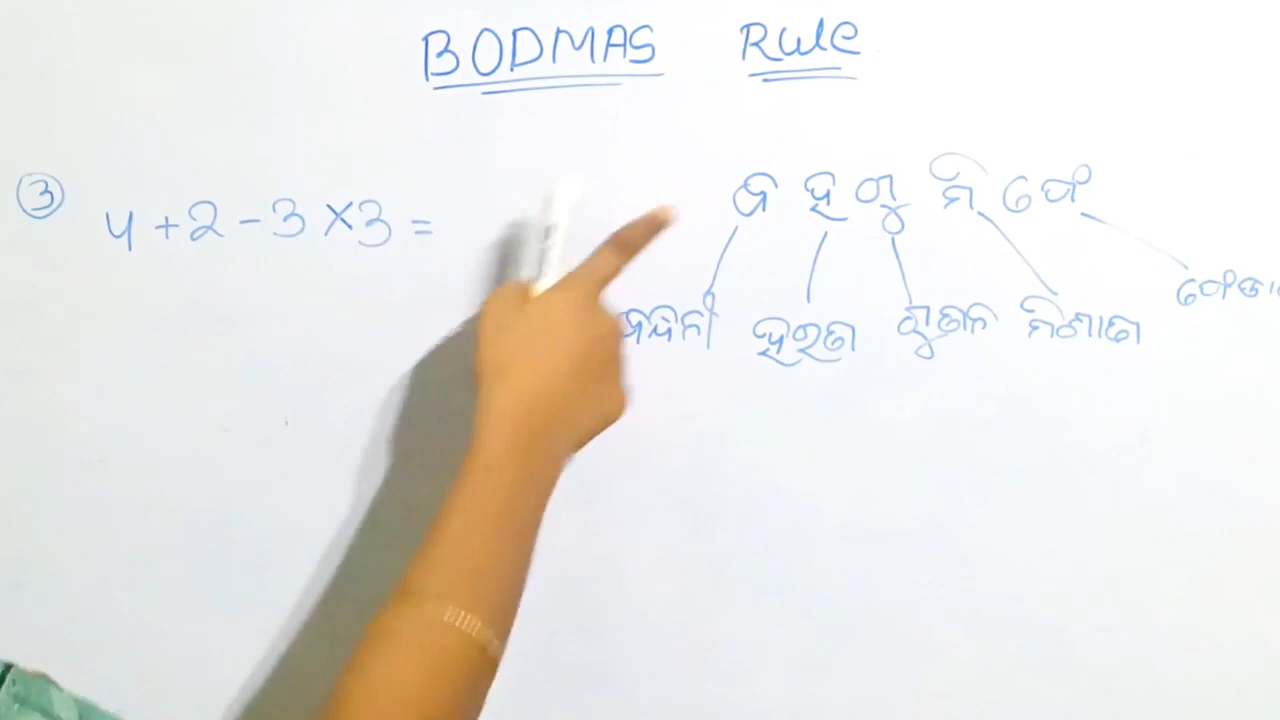 BODMAS Rule
③ 4+2-3×3= ବ ହ ଗୁ ମି ଫେ
ହରଣ ଗୁଣନ ମିଶାଣ